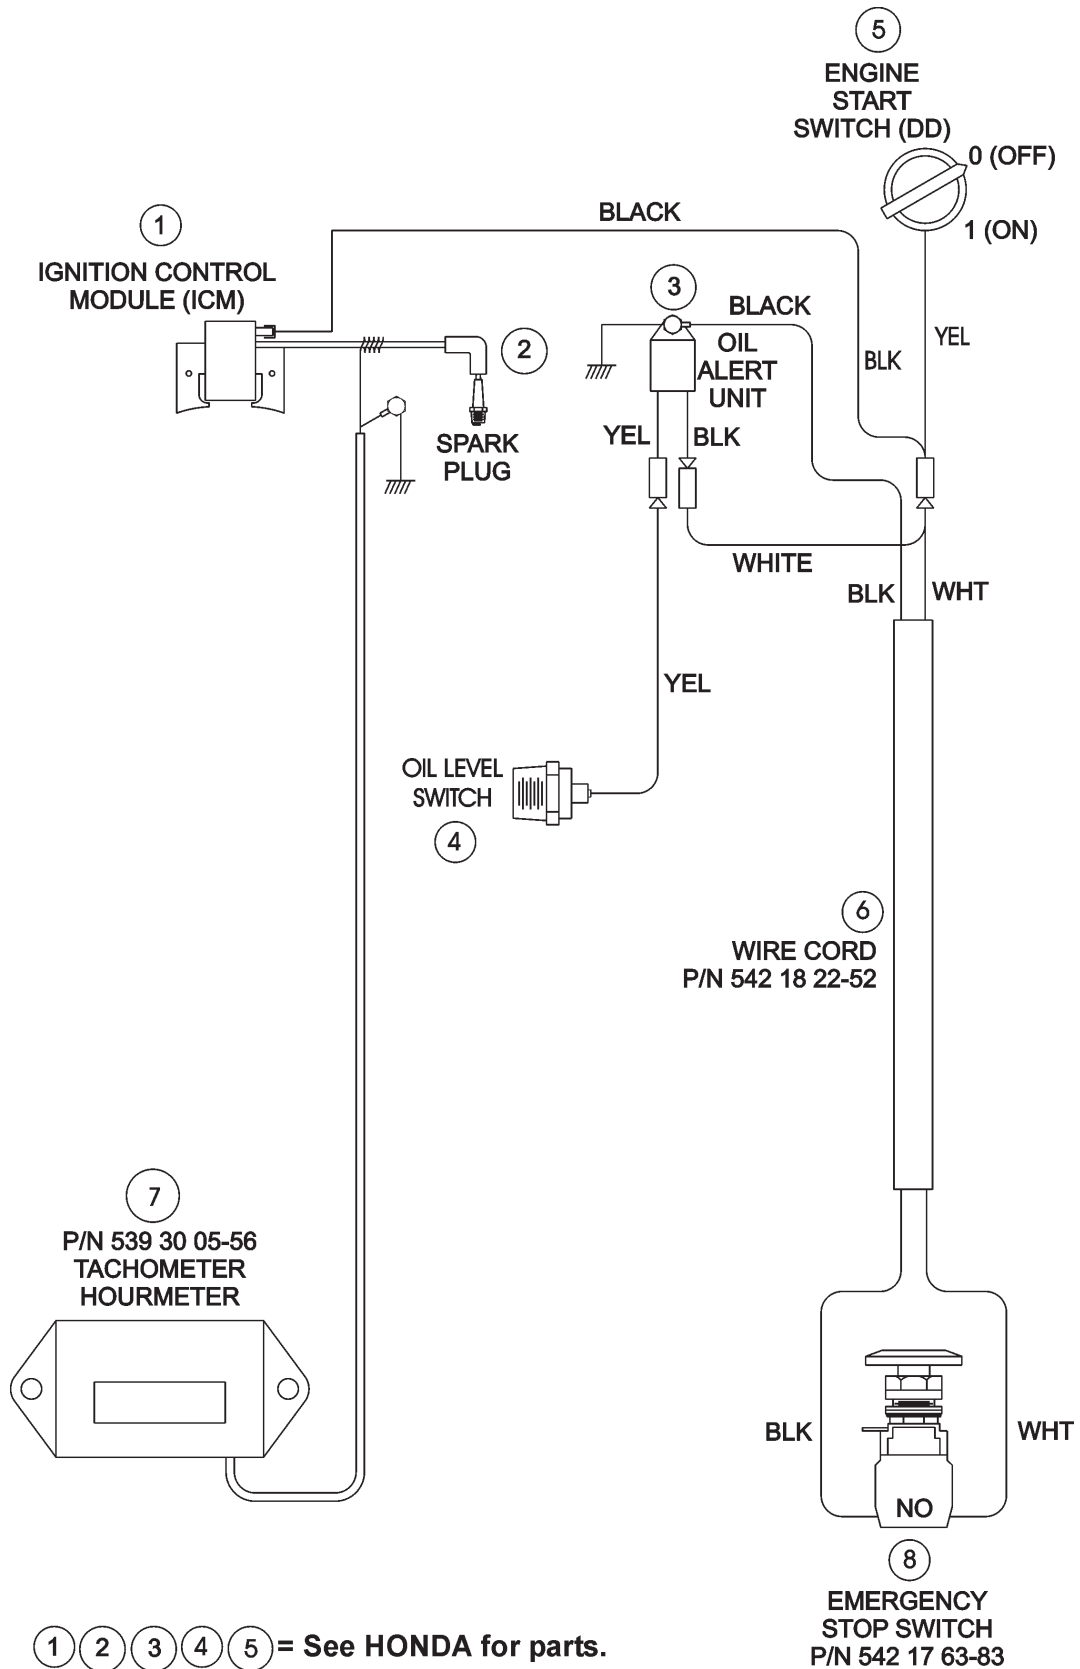 5
ENGINE
START
SWITCH (DD)
0 (OFF)
1 (ON)
BLACK
1
IGNITION CONTROL
MODULE (ICM)
3
BLACK
2
OIL
ALERT
UNIT
BLK
YEL
YEL
BLK
SPARK
PLUG
WHITE
BLK
WHT
YEL
OIL LEVEL
SWITCH
4
6
WIRE CORD
P/N 542 18 22-52
7
P/N 539 30 05-56
TACHOMETER
HOURMETER
BLK
WHT
NO
8
EMERGENCY
STOP SWITCH
P/N 542 17 63-83
1 2 3 4 5 = See HONDA for parts.